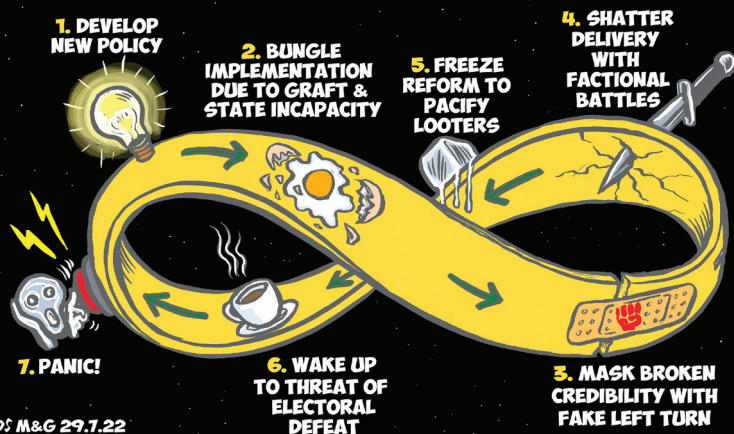 1. DEVELOP
NEW POLICY
2. BUNGLE
IMPLEMENTATION
DUE TO GRAFT &
STATE INCAPACITY
3. MASK BROKEN
CREDIBILITY WITH
FAKE LEFT TURN
4. SHATTER
DELIVERY
WITH
FACTIONAL
BATTLES
5. FREEZE
REFORM TO
PACIFY
LOOTERS
6. WAKE UP
TO THREAT OF
ELECTORAL
DEFEAT
7. PANIC!
M&G 29.7.22